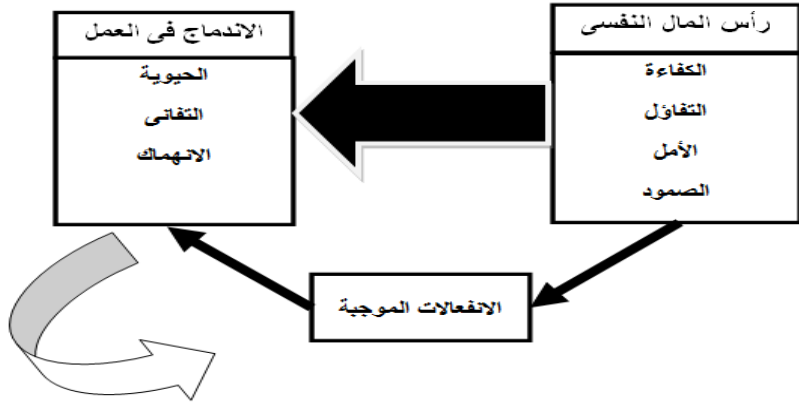 رأس المال النفسى
الكفاءة
التفاؤل
الأمل
الصمود
الاندماج فى العمل
الحيوية
التفانى
الانهماك
الانفعالات الموجبة